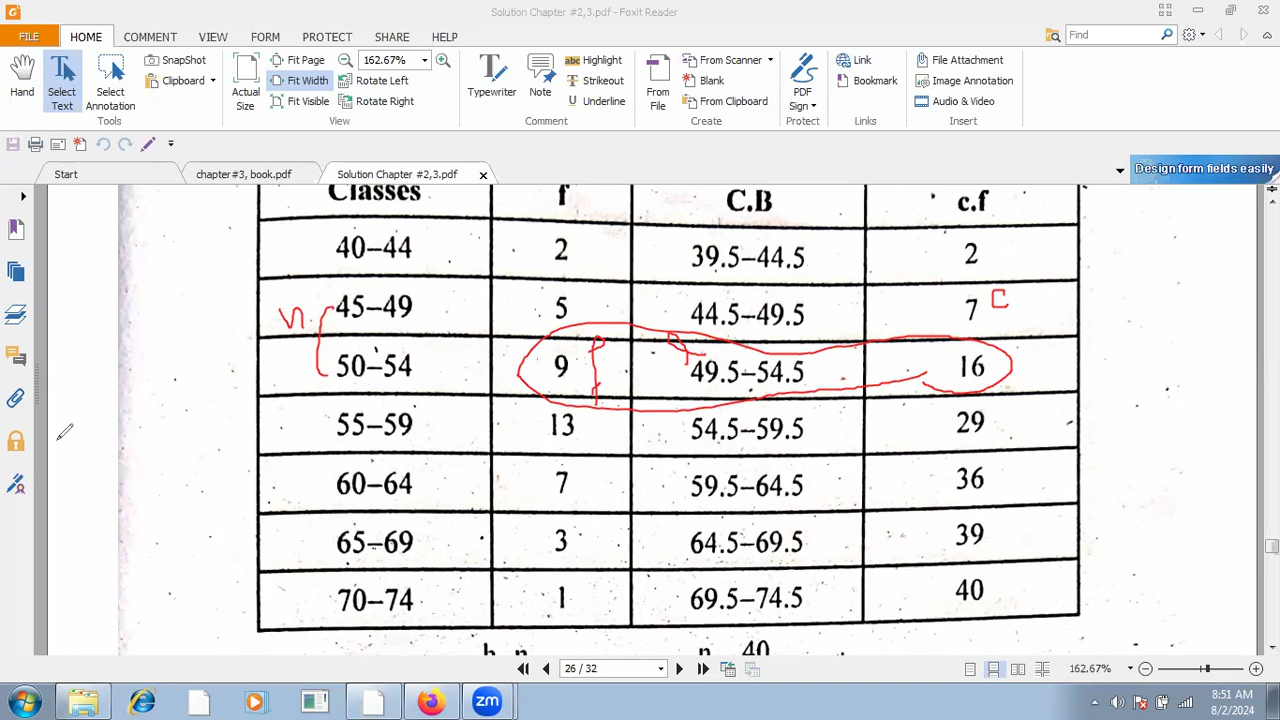 Solution Chapter #2,3.pdf - Foxit Reader
FILE HOME COMMENT VIEW FORM PROTECT SHARE HELP
Find
Hand
Select Text
Select Annotation
SnapShot
Clipboard
Tools
Actual Size
Fit Page
Fit Width
Fit Visible
162.67%
Rotate Left
Rotate Right
View
Typewriter
Note
Highlight
Strikeout
Underline
Comment
From File
From Scanner
Blank
From Clipboard
Create
PDF Sign
Protect
Link
Bookmark
Links
File Attachment
Image Annotation
Audio & Video
Insert
Start
chapter#3, book.pdf
Solution Chapter #2,3.pdf
Design form fields easily
Classes f C.B c.f
40–44 2 39.5–44.5 2
45–49 5 44.5–49.5 7 C
50–54 9 49.5–54.5 16
55–59 13 54.5–59.5 29
60–64 7 59.5–64.5 36
65–69 3 64.5–69.5 39
70–74 1 69.5–74.5 40
h n n 40
26 / 32
162.67%
zm
8:51 AM
8/2/2024